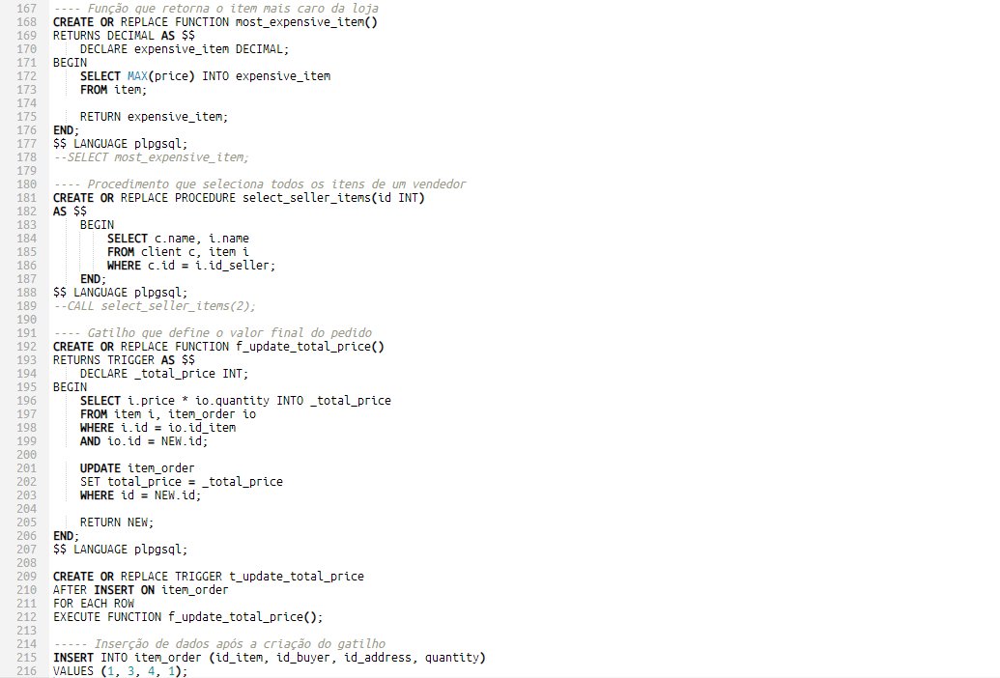 167 ---- Função que retorna o item mais caro da loja
168 CREATE OR REPLACE FUNCTION most_expensive_item()
169 RETURNS DECIMAL AS $$
170     DECLARE expensive_item DECIMAL;
171 BEGIN
172     SELECT MAX(price) INTO expensive_item
173     FROM item;
174
175     RETURN expensive_item;
176 END;
177 $$ LANGUAGE plpgsql;
178 --SELECT most_expensive_item;
179
180 ---- Procedimento que seleciona todos os itens de um vendedor
181 CREATE OR REPLACE PROCEDURE select_seller_items(id INT)
182 AS $$
183     BEGIN
184         SELECT c.name, i.name
185         FROM client c, item i
186         WHERE c.id = i.id_seller;
187     END;
188 $$ LANGUAGE plpgsql;
189 --CALL select_seller_items(2);
190
191 ---- Gatilho que define o valor final do pedido
192 CREATE OR REPLACE FUNCTION f_update_total_price()
193 RETURNS TRIGGER AS $$
194     DECLARE _total_price INT;
195 BEGIN
196     SELECT i.price * io.quantity INTO _total_price
197     FROM item i, item_order io
198     WHERE i.id = io.id_item
199     AND io.id = NEW.id;
200
201     UPDATE item_order
202     SET total_price = _total_price
203     WHERE id = NEW.id;
204
205     RETURN NEW;
206 END;
207 $$ LANGUAGE plpgsql;
208
209 CREATE OR REPLACE TRIGGER t_update_total_price
210 AFTER INSERT ON item_order
211 FOR EACH ROW
212 EXECUTE FUNCTION f_update_total_price();
213
214 ----- Inserção de dados após a criação do gatilho
215 INSERT INTO item_order (id_item, id_buyer, id_address, quantity)
216 VALUES (1, 3, 4, 1);